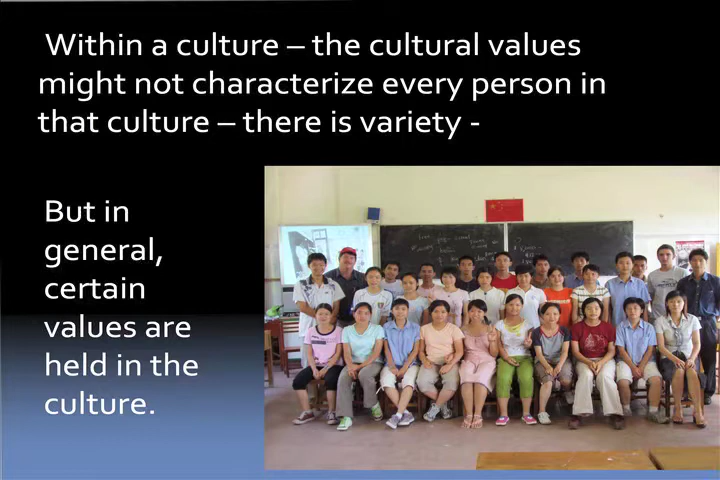 Within a culture – the cultural values
might not characterize every person in
that culture – there is variety -
But in
general,
certain
values are
held in the
culture.